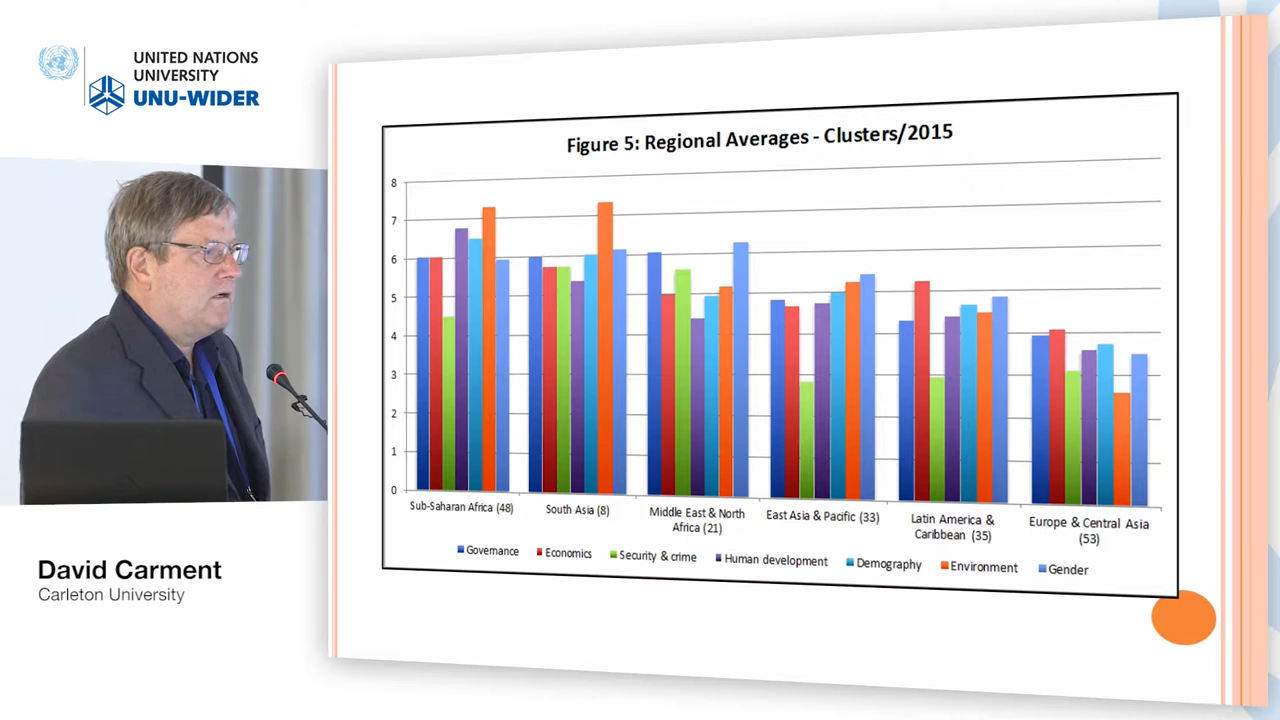 UNITED NATIONS
UNIVERSITY
UNU-WIDER
David Carment
Carleton University
Figure 5: Regional Averages - Clusters/2015
8
7
6
5
4
3
2
1
0
Sub-Saharan Africa (48)
South Asia (8)
Middle East & North
Africa (21)
East Asia & Pacific (33)
Latin America &
Caribbean (35)
Europe & Central Asia
(53)
Governance
Economics
Security & crime
Human development
Demography
Environment
Gender